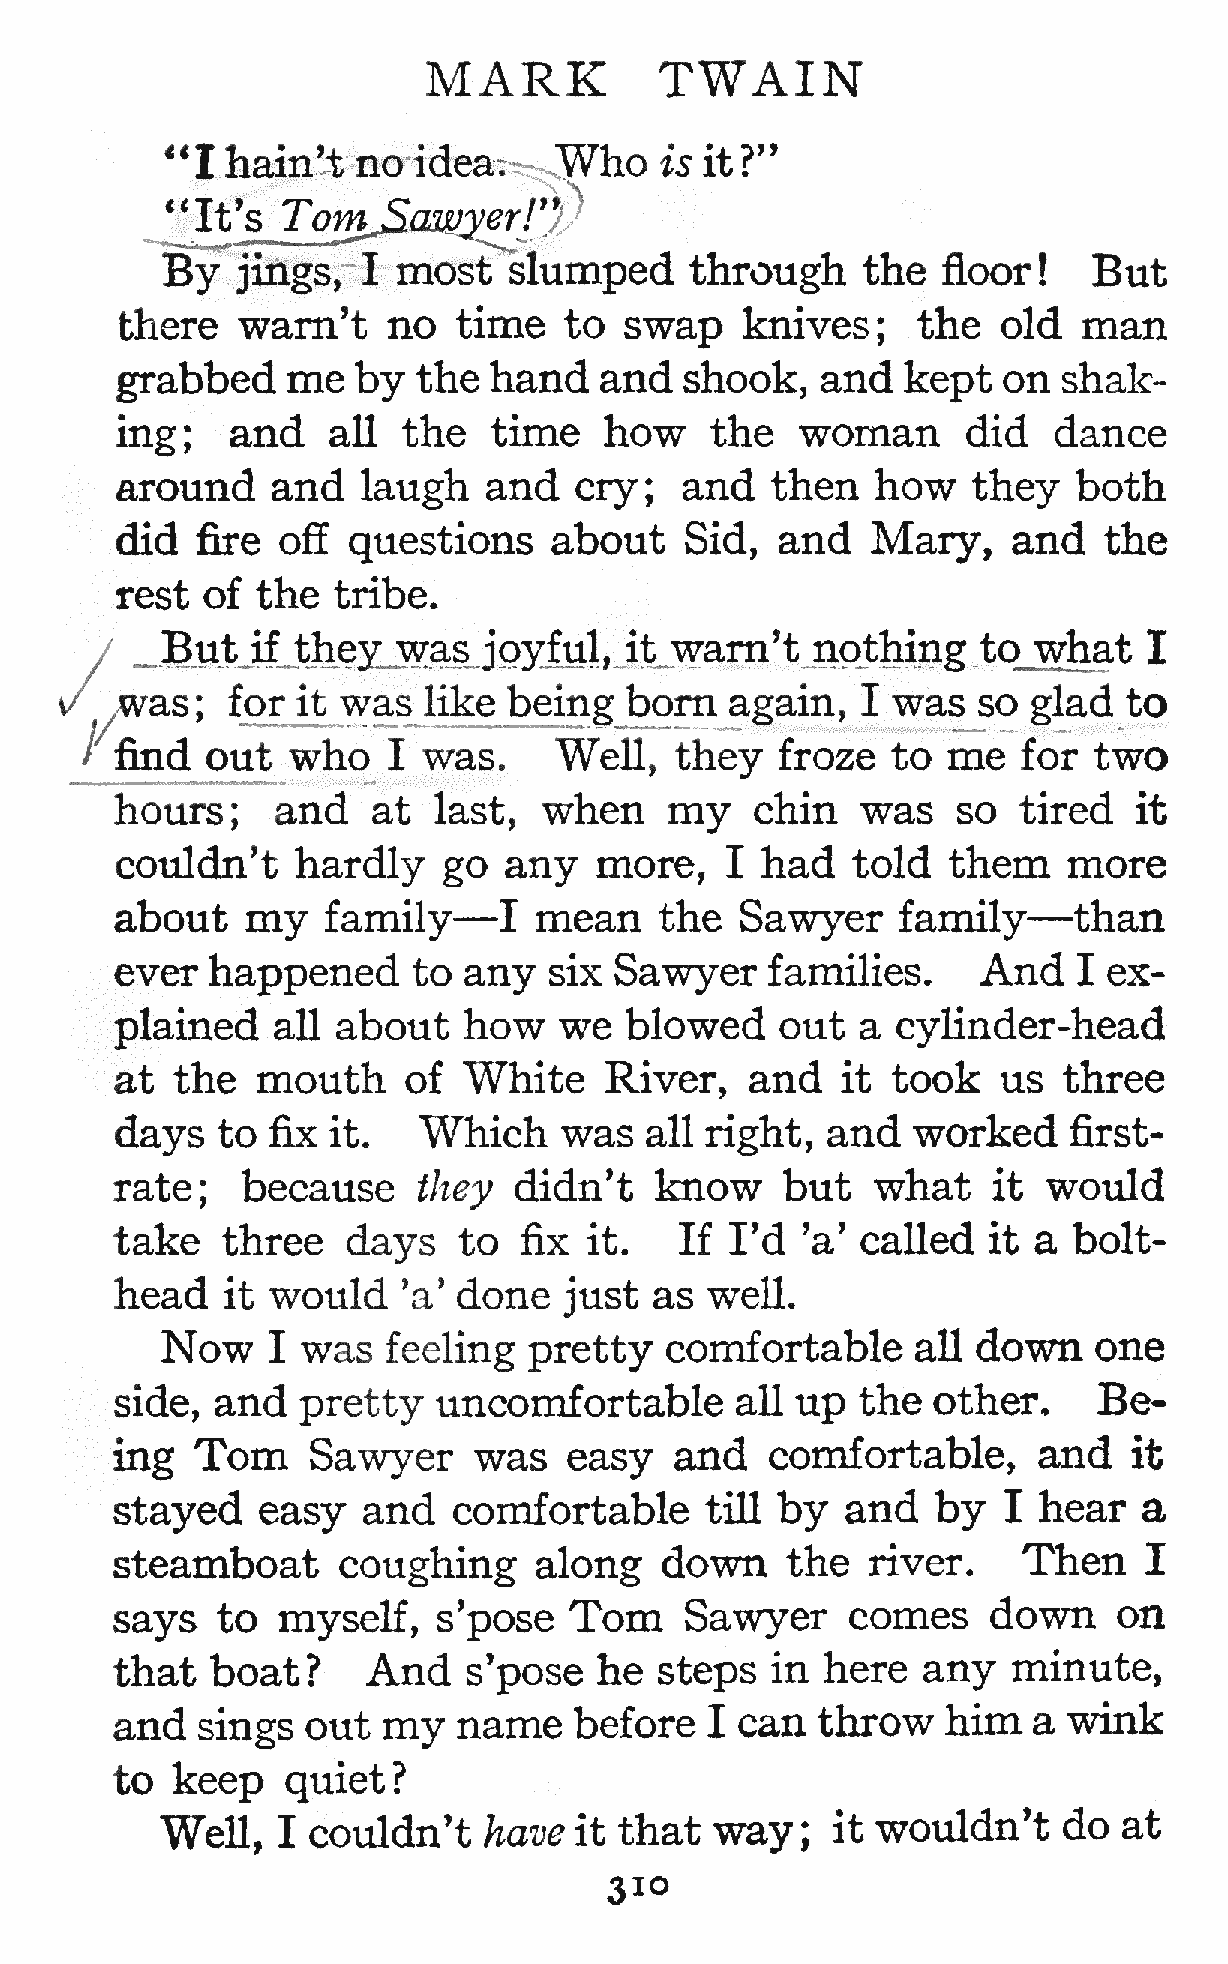 MARK TWAIN
“I hain’t no idea. Who is it?”
“It’s Tom Sawyer!”
By jings, I most slumped through the floor! But
there warn’t no time to swap knives; the old man
grabbed me by the hand and shook, and kept on shak-
ing; and all the time how the woman did dance
around and laugh and cry; and then how they both
did fire off questions about Sid, and Mary, and the
rest of the tribe.
But if they was joyful, it warn’t nothing to what I
was; for it was like being born again, I was so glad to
find out who I was. Well, they froze to me for two
hours; and at last, when my chin was so tired it
couldn’t hardly go any more, I had told them more
about my family—I mean the Sawyer family—than
ever happened to any six Sawyer families. And I ex-
plained all about how we blowed out a cylinder-head
at the mouth of White River, and it took us three
days to fix it. Which was all right, and worked first-
rate; because they didn’t know but what it would
take three days to fix it. If I’d ’a’ called it a bolt-
head it would ’a’ done just as well.
Now I was feeling pretty comfortable all down one
side, and pretty uncomfortable all up the other. Be-
ing Tom Sawyer was easy and comfortable, and it
stayed easy and comfortable till by and by I hear a
steamboat coughing along down the river. Then I
says to myself, s’pose Tom Sawyer comes down on
that boat? And s’pose he steps in here any minute,
and sings out my name before I can throw him a wink
to keep quiet?
Well, I couldn’t have it that way; it wouldn’t do at
310